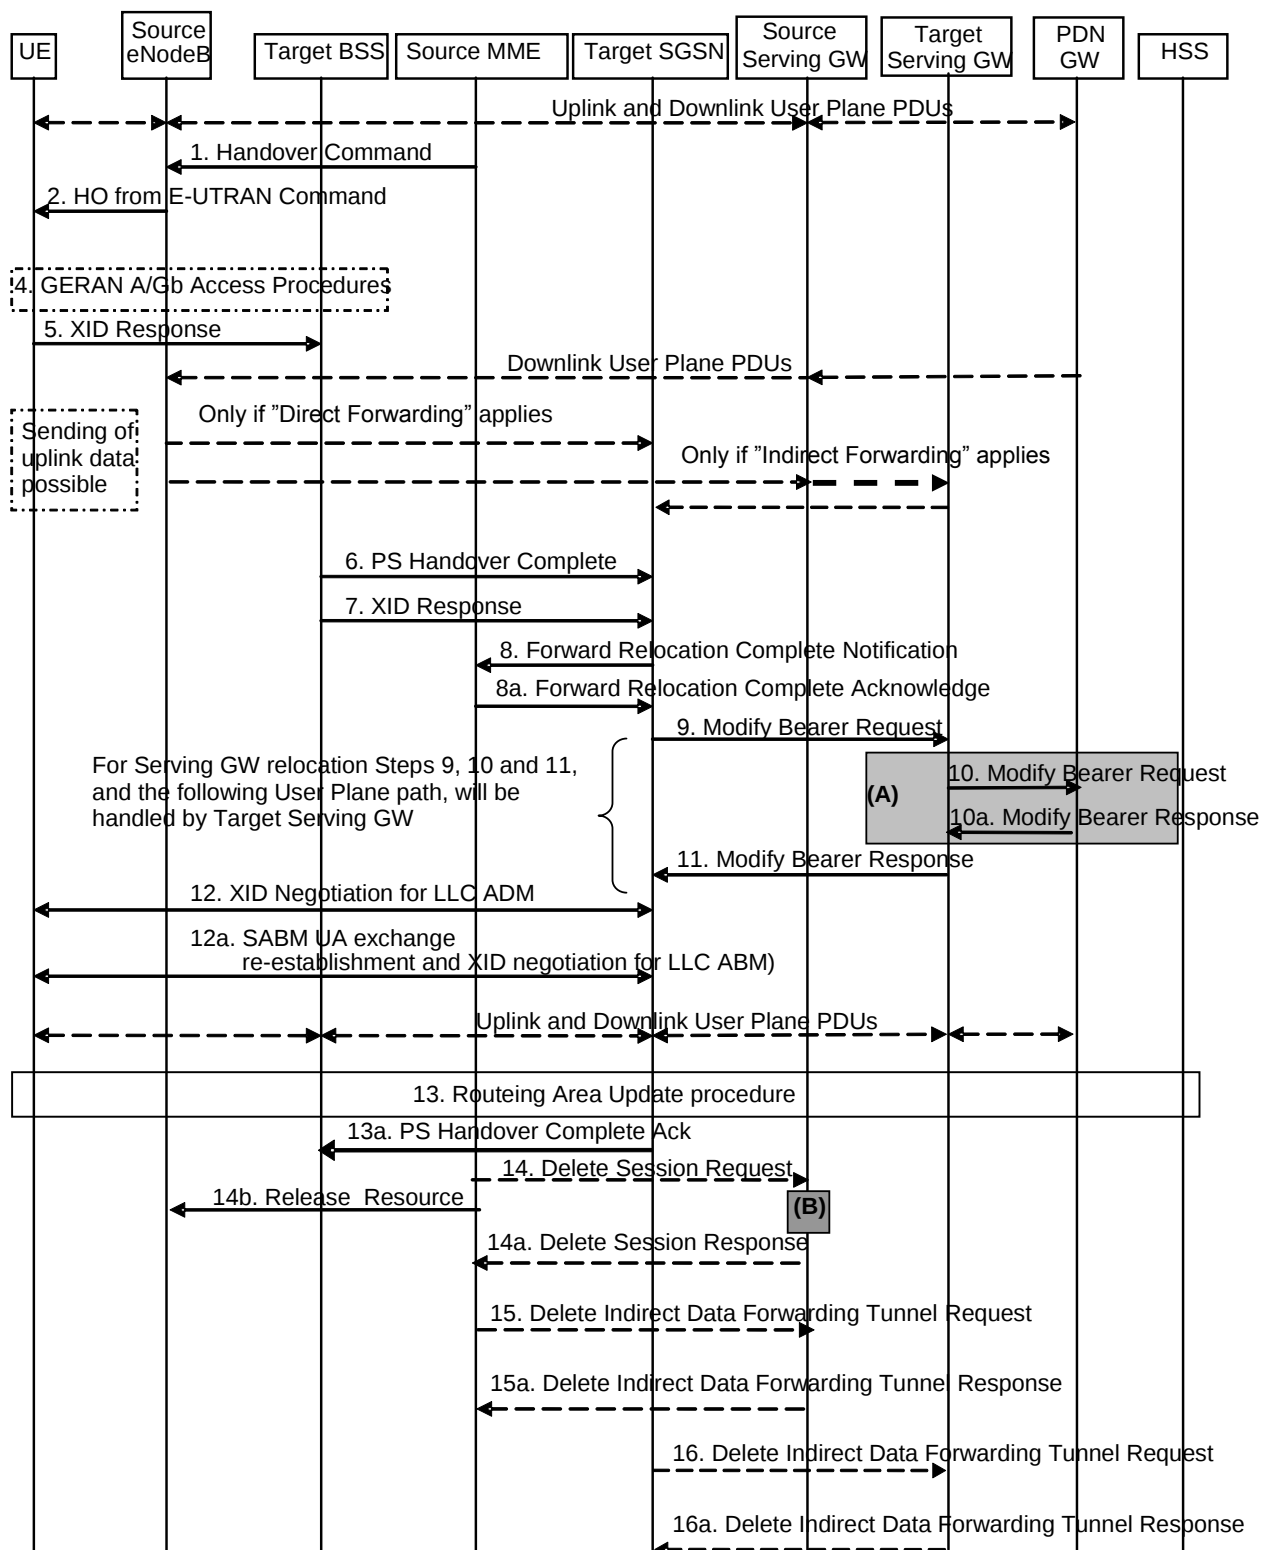 UE
Source
eNodeB
Target BSS
Source MME
Target SGSN
Source
Serving GW
Target
Serving GW
PDN
GW
HSS
Uplink and Downlink User Plane PDUs
1. Handover Command
2. HO from E-UTRAN Command
4. GERAN A/Gb Access Procedures
5. XID Response
Downlink User Plane PDUs
Only if ”Direct Forwarding” applies
Sending of
uplink data
possible
Only if ”Indirect Forwarding” applies
6. PS Handover Complete
7. XID Response
8. Forward Relocation Complete Notification
8a. Forward Relocation Complete Acknowledge
9. Modify Bearer Request
For Serving GW relocation Steps 9, 10 and 11,
and the following User Plane path, will be
handled by Target Serving GW
(A)
10. Modify Bearer Request
10a. Modify Bearer Response
11. Modify Bearer Response
12. XID Negotiation for LLC ADM
12a. SABM UA exchange
re-establishment and XID negotiation for LLC ABM)
Uplink and Downlink User Plane PDUs
13. Routeing Area Update procedure
13a. PS Handover Complete Ack
14. Delete Session Request
14b. Release Resource
(B)
14a. Delete Session Response
15. Delete Indirect Data Forwarding Tunnel Request
15a. Delete Indirect Data Forwarding Tunnel Response
16. Delete Indirect Data Forwarding Tunnel Request
16a. Delete Indirect Data Forwarding Tunnel Response